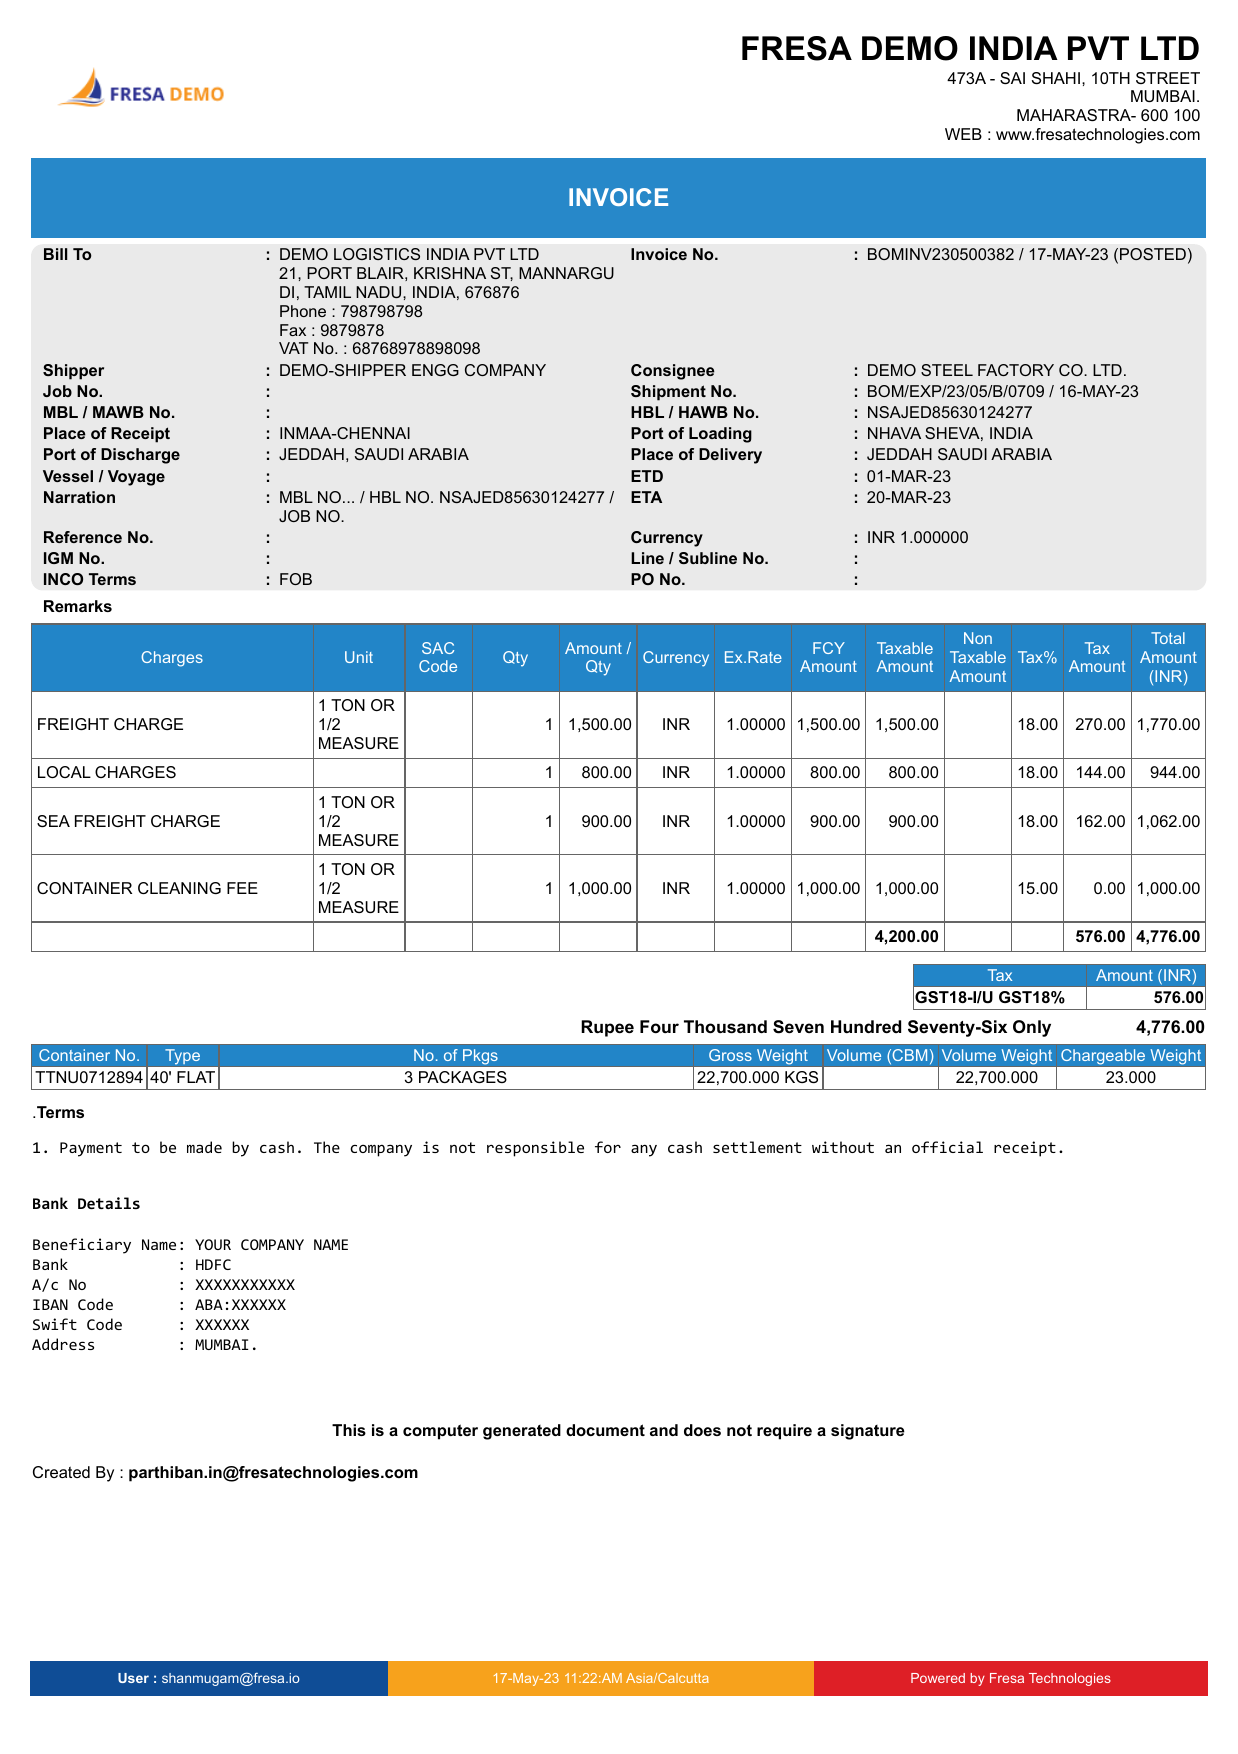 FRESA DEMO INDIA PVT LTD
473A - SAI SHAHI, 10TH STREET
MUMBAI.
MAHARASTRA- 600 100
WEB : www.fresatechnologies.com
FRESA DEMO
INVOICE
Bill To : DEMO LOGISTICS INDIA PVT LTD Invoice No. : BOMINV230500382 / 17-MAY-23 (POSTED)
21, PORT BLAIR, KRISHNA ST, MANNARGU
DI, TAMIL NADU, INDIA, 676876
Phone : 798798798
Fax : 9879878
VAT No. : 68768978898098
Shipper : DEMO-SHIPPER ENGG COMPANY Consignee : DEMO STEEL FACTORY CO. LTD.
Job No. : Shipment No. : BOM/EXP/23/05/B/0709 / 16-MAY-23
MBL / MAWB No. : HBL / HAWB No. : NSAJED85630124277
Place of Receipt : INMAA-CHENNAI Port of Loading : NHAVA SHEVA, INDIA
Port of Discharge : JEDDAH, SAUDI ARABIA Place of Delivery : JEDDAH SAUDI ARABIA
Vessel / Voyage : ETD : 01-MAR-23
Narration : MBL NO... / HBL NO. NSAJED85630124277 / ETA : 20-MAR-23
JOB NO.
Reference No. : Currency : INR 1.000000
IGM No. : Line / Subline No. :
INCO Terms : FOB PO No. :
Remarks
Charges Unit SAC Code Qty Amount / Qty Currency Ex.Rate FCY Amount Taxable Amount Non Taxable Amount Tax% Tax Amount Total Amount (INR)
FREIGHT CHARGE 1 TON OR 1/2 MEASURE 1 1,500.00 INR 1.00000 1,500.00 1,500.00 18.00 270.00 1,770.00
LOCAL CHARGES 1 800.00 INR 1.00000 800.00 800.00 18.00 144.00 944.00
SEA FREIGHT CHARGE 1 TON OR 1/2 MEASURE 1 900.00 INR 1.00000 900.00 900.00 18.00 162.00 1,062.00
CONTAINER CLEANING FEE 1 TON OR 1/2 MEASURE 1 1,000.00 INR 1.00000 1,000.00 1,000.00 15.00 0.00 1,000.00
4,200.00 576.00 4,776.00
Tax Amount (INR)
GST18-I/U GST18% 576.00
Rupee Four Thousand Seven Hundred Seventy-Six Only 4,776.00
Container No. Type No. of Pkgs Gross Weight Volume (CBM) Volume Weight Chargeable Weight
TTNU0712894 40' FLAT 3 PACKAGES 22,700.000 KGS 22,700.000 23.000
.Terms
1. Payment to be made by cash. The company is not responsible for any cash settlement without an official receipt.
Bank Details
Beneficiary Name: YOUR COMPANY NAME
Bank : HDFC
A/c No : XXXXXXXXXXX
IBAN Code : ABA:XXXXXX
Swift Code : XXXXXX
Address : MUMBAI.
This is a computer generated document and does not require a signature
Created By : parthiban.in@fresatechnologies.com
User : shanmugam@fresa.io 17-May-23 11:22:AM Asia/Calcutta Powered by Fresa Technologies